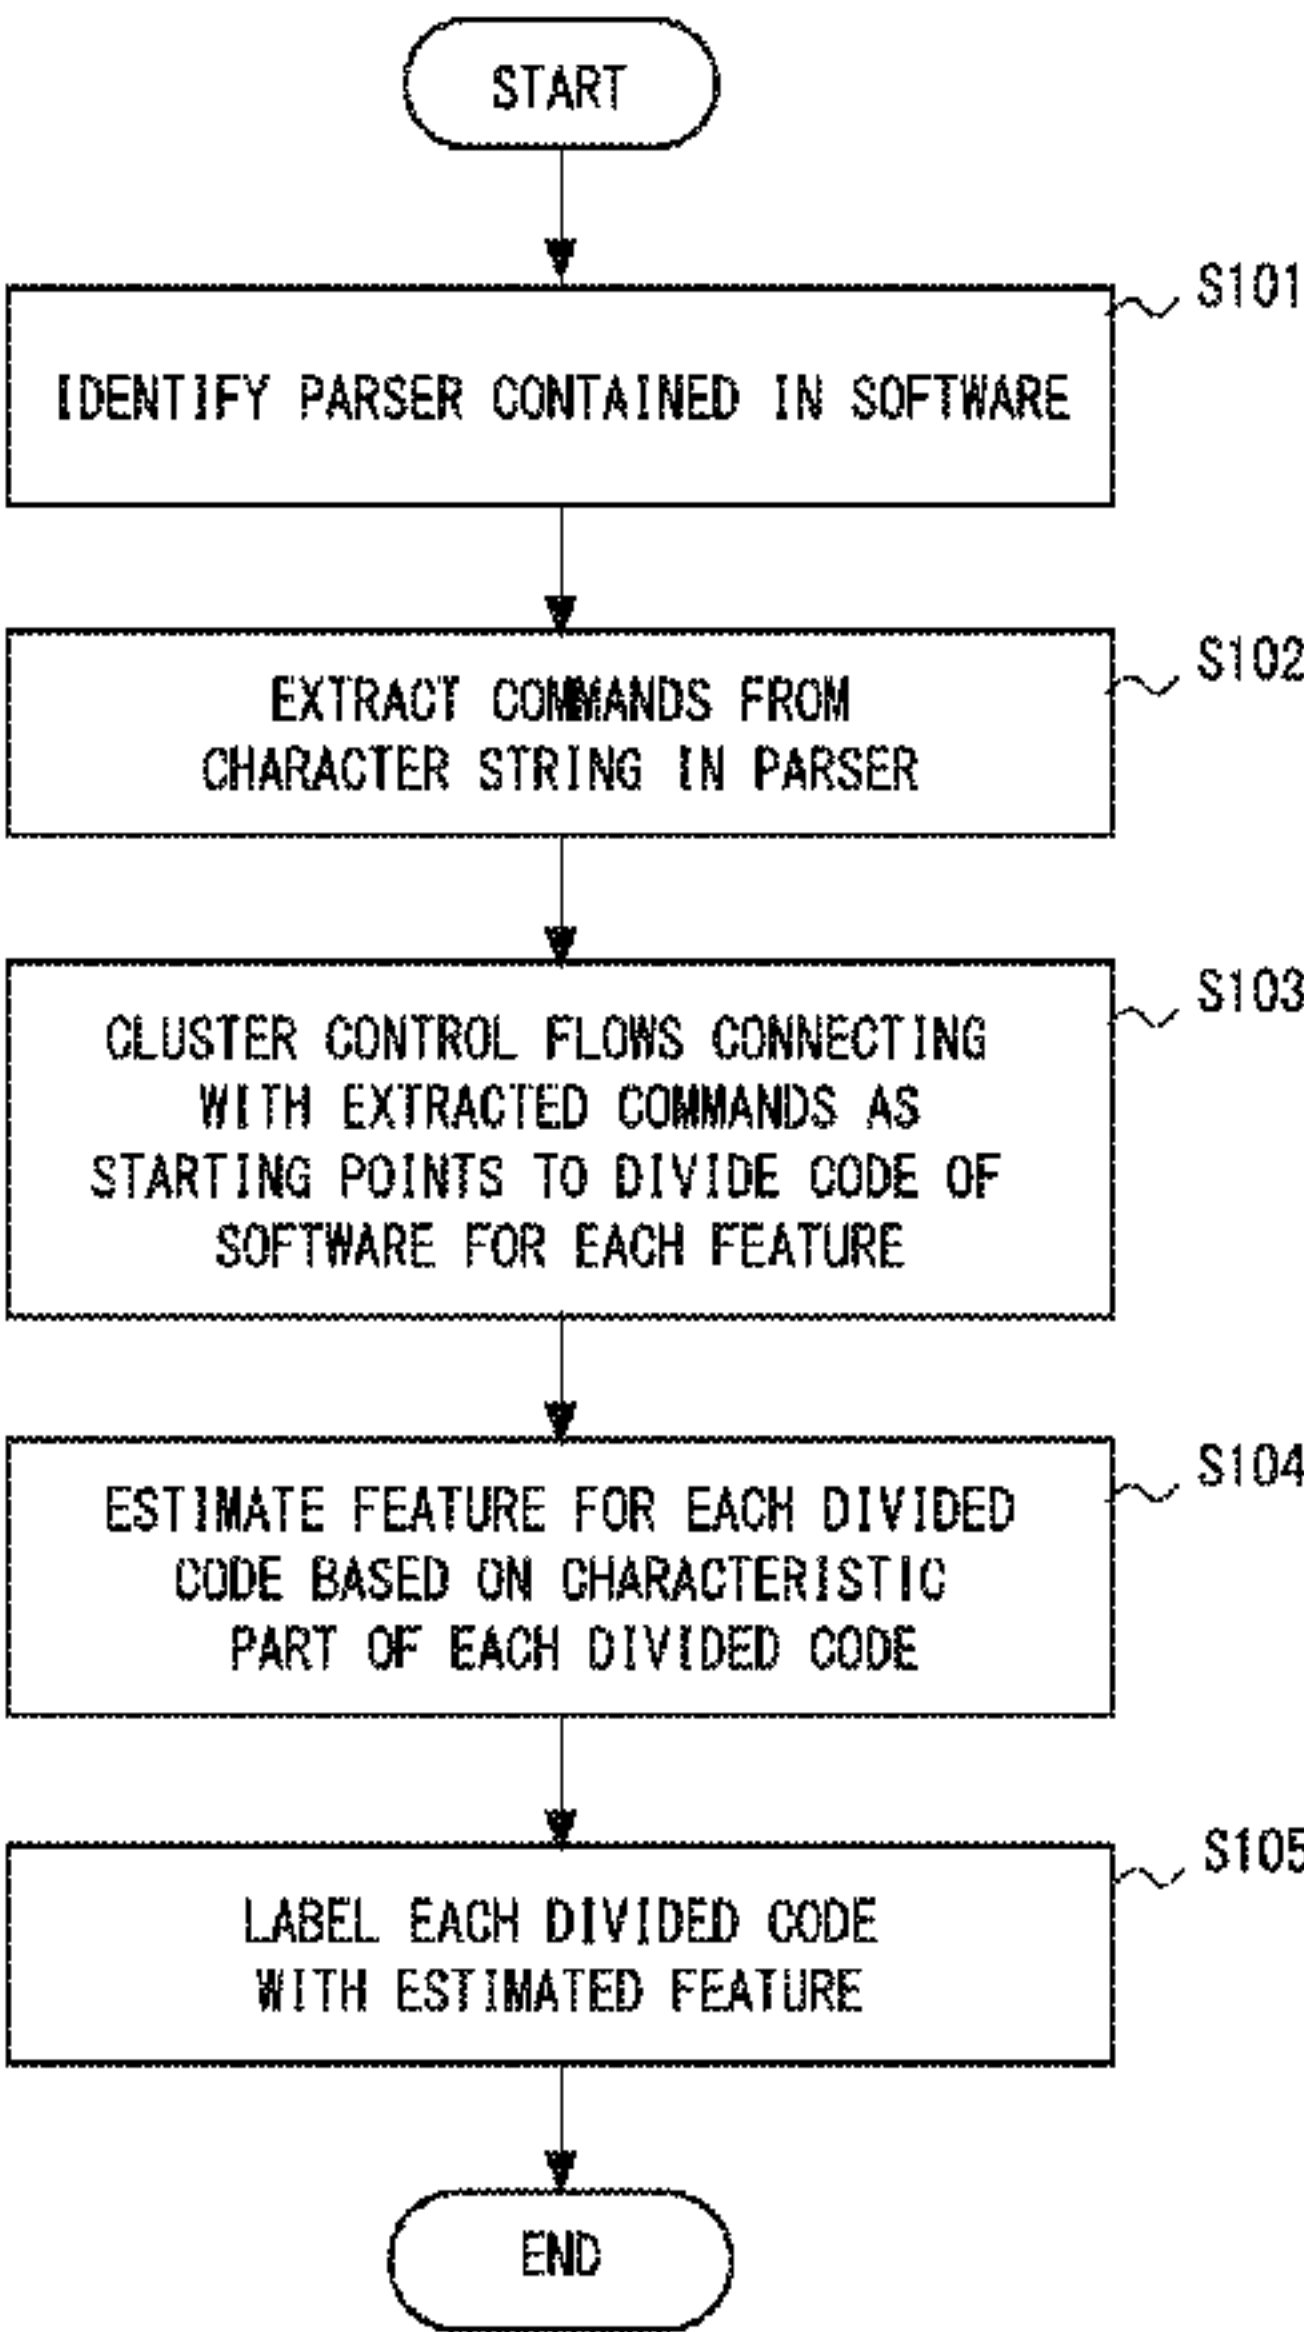 START
S101
IDENTIFY PARSER CONTAINED IN SOFTWARE
S102
EXTRACT COMMANDS FROM
CHARACTER STRING IN PARSER
S103
CLUSTER CONTROL FLOWS CONNECTING
WITH EXTRACTED COMMANDS AS
STARTING POINTS TO DIVIDE CODE OF
SOFTWARE FOR EACH FEATURE
S104
ESTIMATE FEATURE FOR EACH DIVIDED
CODE BASED ON CHARACTERISTIC
PART OF EACH DIVIDED CODE
S105
LABEL EACH DIVIDED CODE
WITH ESTIMATED FEATURE
END